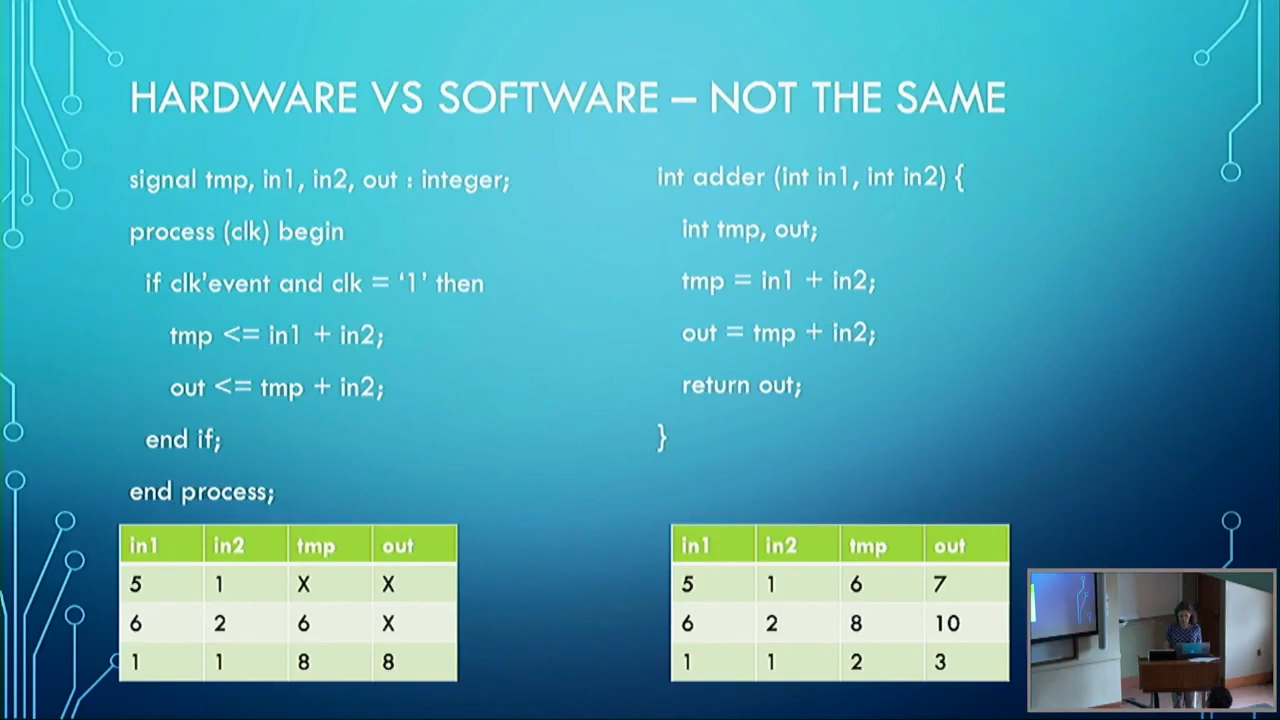 HARDWARE VS SOFTWARE – NOT THE SAME
signal tmp, in1, in2, out : integer;
process (clk) begin
if clk'event and clk = ‘1’ then
tmp <= in1 + in2;
out <= tmp + in2;
end if;
end process;
in1 in2 tmp out
5 1 X X
6 2 6 X
1 1 8 8
int adder (int in1, int in2) {
int tmp, out;
tmp = in1 + in2;
out = tmp + in2;
return out;
}
in1 in2 tmp out
5 1 6 7
6 2 8 10
1 1 2 3